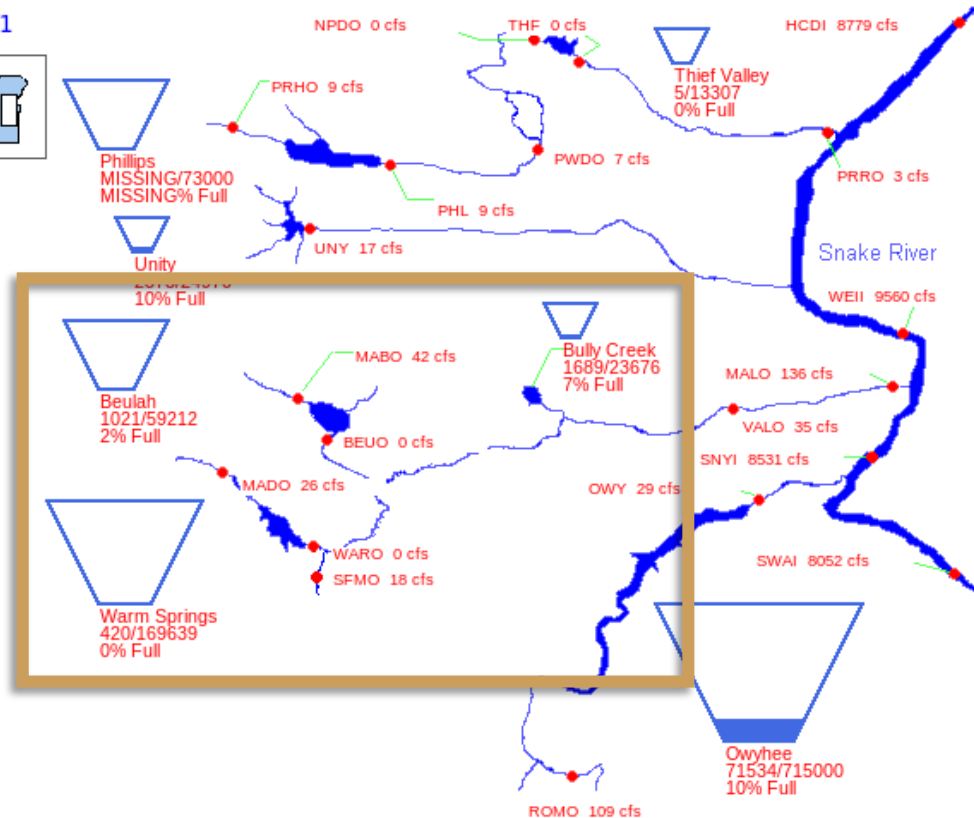 1
NPDO 0 cfs
THF 0 cfs
HCDI 8779 cfs
Thief Valley
5/13307
0% Full
PRHO 9 cfs
Phillips
MISSING/73000
MISSING% Full
PWDO 7 cfs
PRRO 3 cfs
PHL 9 cfs
UNY 17 cfs
Snake River
Unity
10% Full
WEII 9560 cfs
Bully Creek
1689/23676
7% Full
MABO 42 cfs
MALO 136 cfs
Beulah
1021/59212
2% Full
VALO 35 cfs
BEUO 0 cfs
SNYI 8531 cfs
MADO 26 cfs
OWY 29 cfs
WARO 0 cfs
SWAI 8052 cfs
SFMO 18 cfs
Warm Springs
420/169639
0% Full
Owyhee
71534/715000
10% Full
ROMO 109 cfs